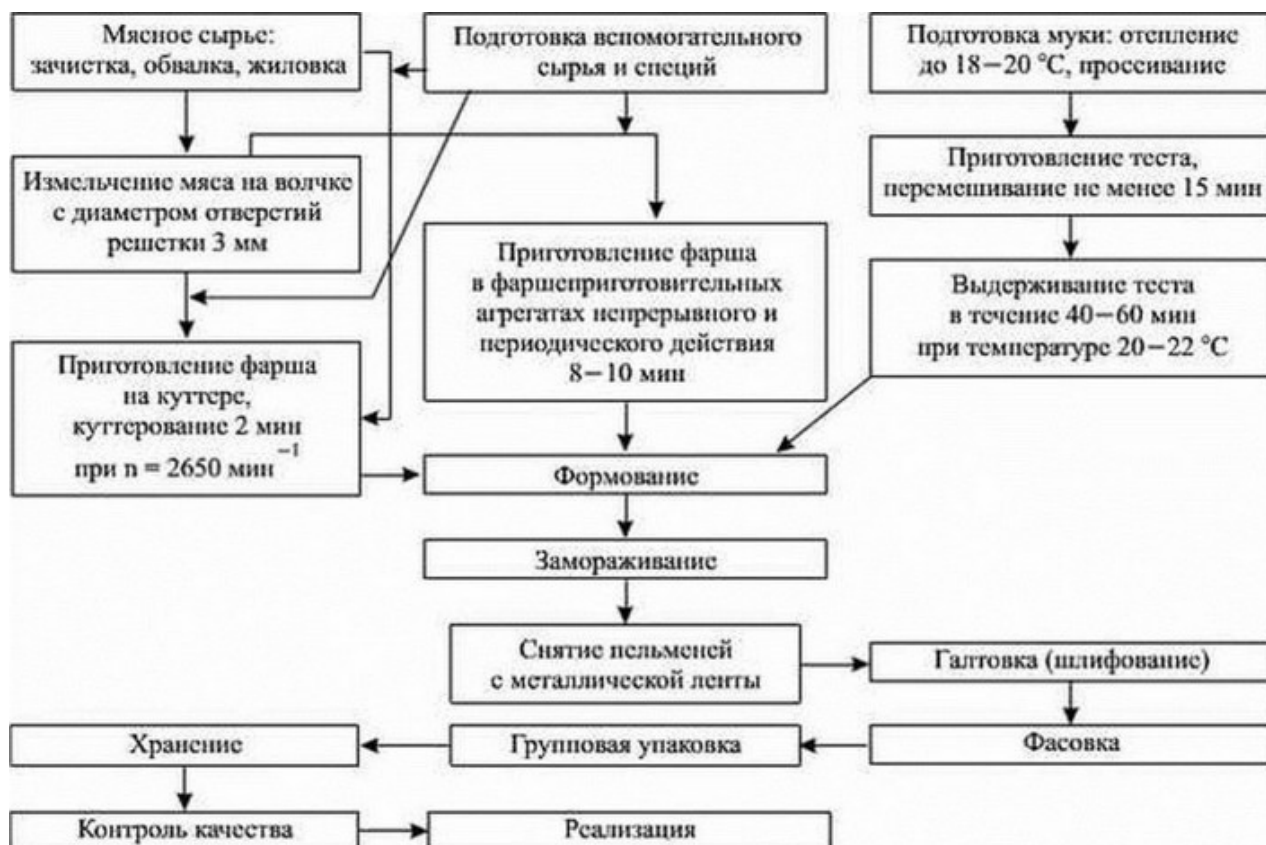 Мясное сырье:
зачистка, обвалка, жиловка
Подготовка вспомогательного
сырья и специй
Подготовка муки: отепление
до 18—20 °С, проссивание
Измельчение мяса на волчке
с диаметром отверстий
решетки 3 мм
Приготовление теста,
перемешивание не менее 15 мин
Приготовление фарша
в фаршеприготовительных
агрегатах непрерывного и
периодического действия
8—10 мин
Выдерживание теста
в течение 40—60 мин
при температуре 20—22 °С
Приготовление фарша
на куттере,
куттерование 2 мин
при n = 2650 мин⁻¹
Формование
Замораживание
Снятие пельменей
с металлической ленты
Галтовка (шлифование)
Хранение
Групповая упаковка
Фасовка
Контроль качества
Реализация